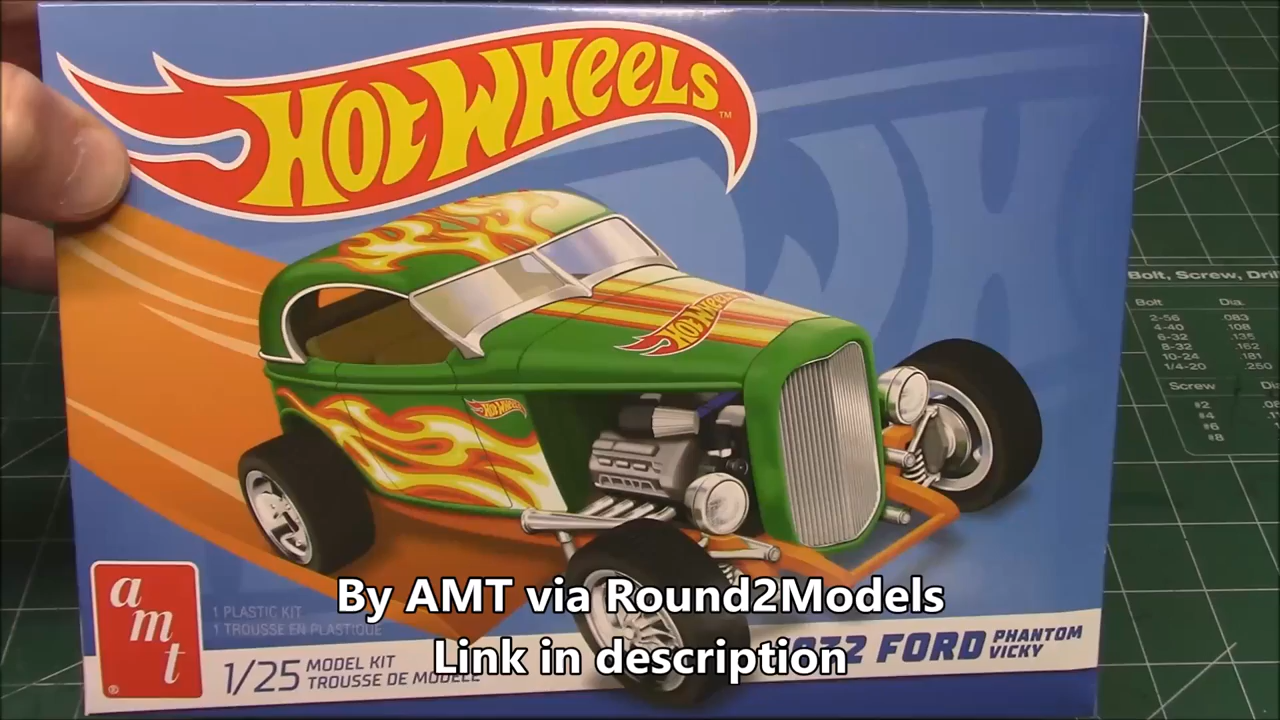 HOT WHEELS™
HOT WHEELS
HOT WHEELS
amt
®
1 PLASTIC KIT
1 TROUSSE EN PLASTIQUE
1/25 MODEL KIT
TROUSSE DE MODÈLE
FORD PHANTOM
VICKY
By AMT via Round2Models
Link in description
Bolt, Screw, Dril
Bolt Dia.
2-56 .083
4-40 .108
6-32 .135
8-32 .162
10-24 .181
1/4-20 .250
Screw
#2
#4
#6
#8